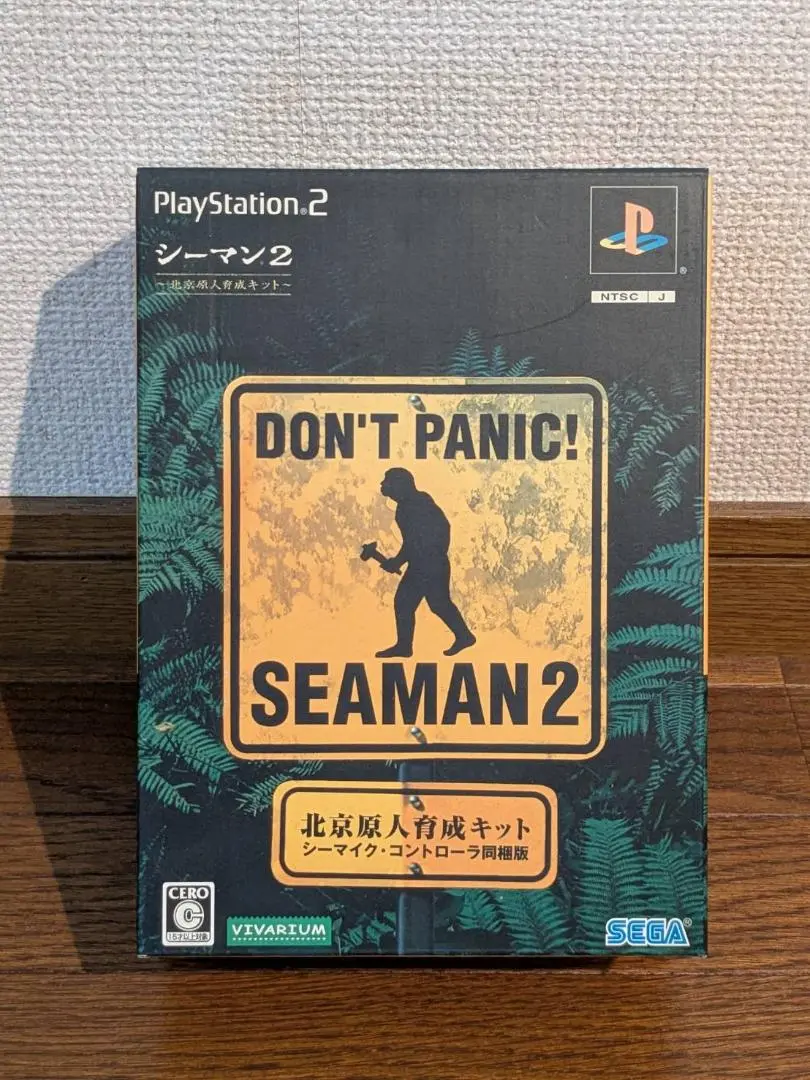 PlayStation®2
シーマン2
～北京原人育成キット～
NTSC J
DON'T PANIC!
SEAMAN 2
北京原人育成キット
シーマイク・コントローラ同梱版
CERO
C
15才以上対象
VIVARIUM
SEGA®